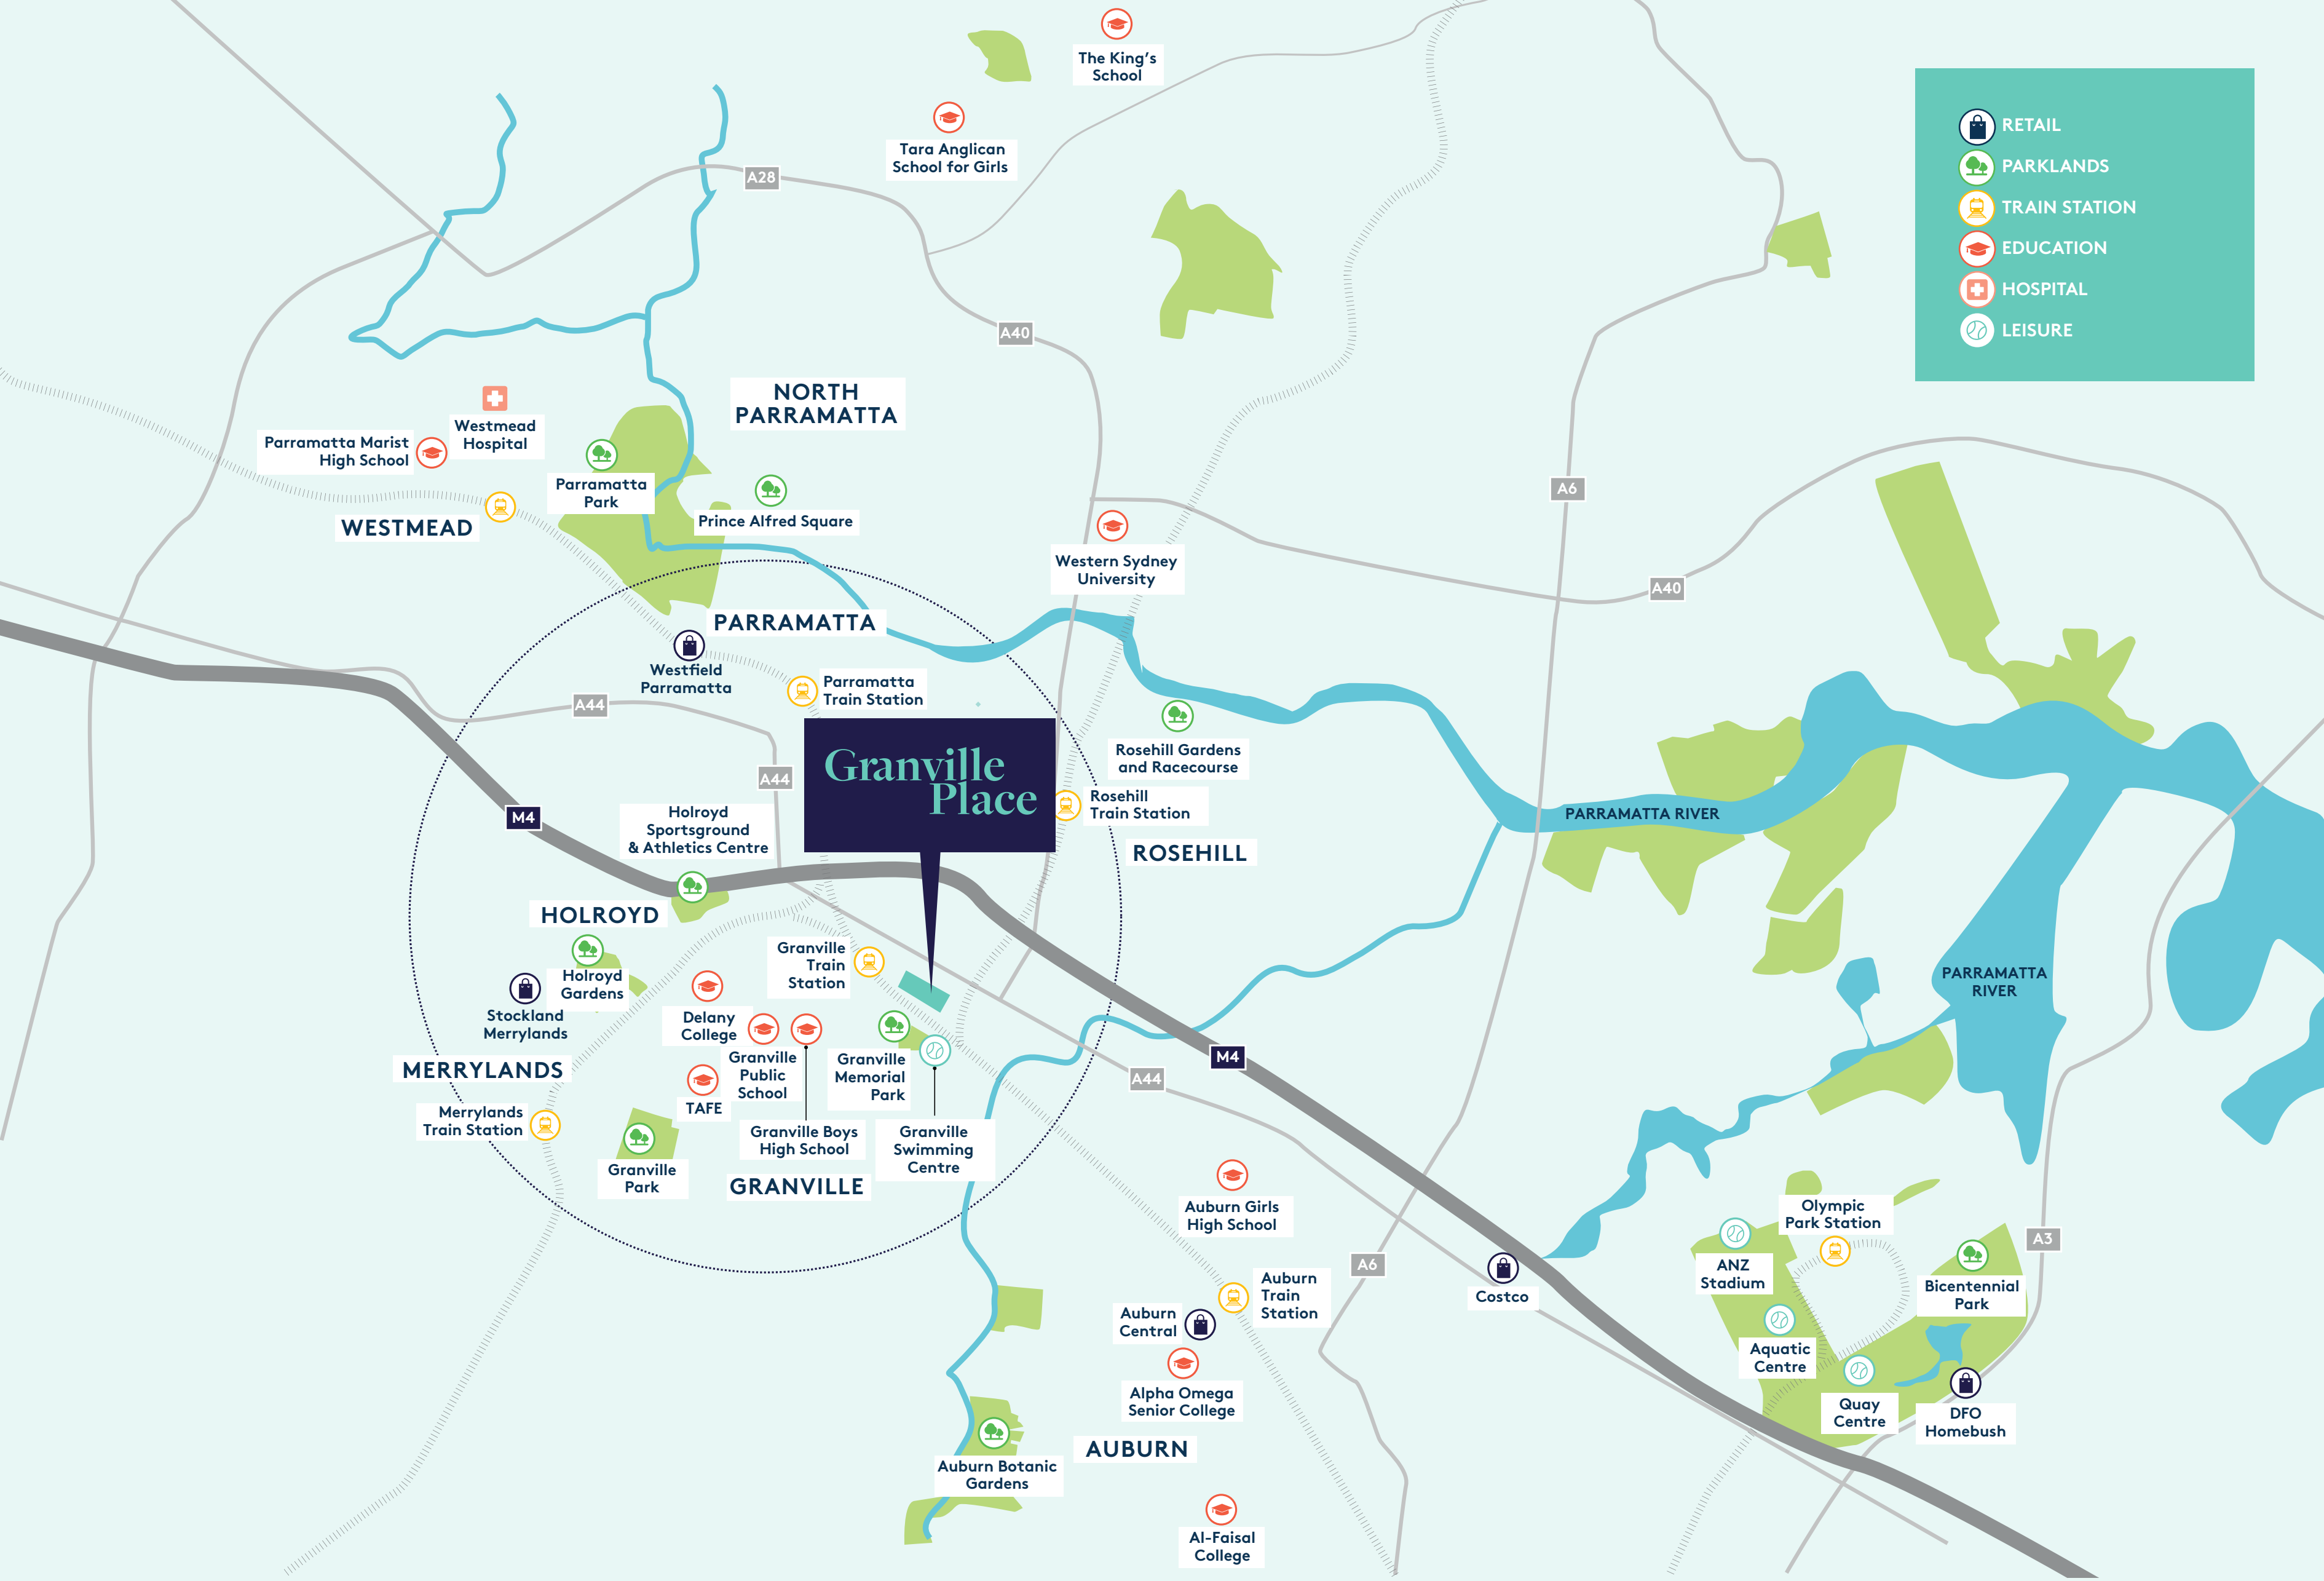 The King's
School
Tara Anglican
School for Girls
RETAIL
PARKLANDS
TRAIN STATION
EDUCATION
HOSPITAL
LEISURE
A28
A40
NORTH
PARRAMATTA
Westmead
Hospital
Parramatta Marist
High School
Parramatta
Park
Prince Alfred Square
WESTMEAD
A6
Western Sydney
University
A40
PARRAMATTA
Westfield
Parramatta
Parramatta
Train Station
A44
A44
Granville
Place
Rosehill Gardens
and Racecourse
Rosehill
Train Station
ROSEHILL
PARRAMATTA RIVER
M4
Holroyd
Sportsground
& Athletics Centre
HOLROYD
Holroyd
Gardens
Stockland
Merrylands
Granville
Train
Station
PARRAMATTA
RIVER
Delany
College
Granville
Public
School
TAFE
Granville
Memorial
Park
MERRYLANDS
Merrylands
Train Station
Granville Boys
High School
Granville
Swimming
Centre
Granville
Park
GRANVILLE
M4
A44
Auburn Girls
High School
A6
Auburn
Train
Station
Auburn
Central
Alpha Omega
Senior College
AUBURN
Auburn Botanic
Gardens
Al-Faisal
College
Costco
Olympic
Park Station
ANZ
Stadium
A3
Bicentennial
Park
Aquatic
Centre
Quay
Centre
DFO
Homebush